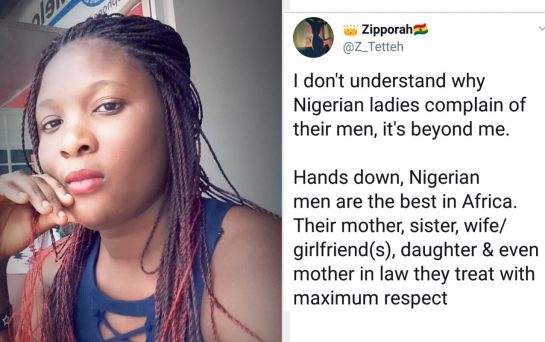 Zipporah
@Z_Tetteh
I don't understand why
Nigerian ladies complain of
their men, it's beyond me.
Hands down, Nigerian
men are the best in Africa.
Their mother, sister, wife/
girlfriend(s), daughter & even
mother in law they treat with
maximum respect